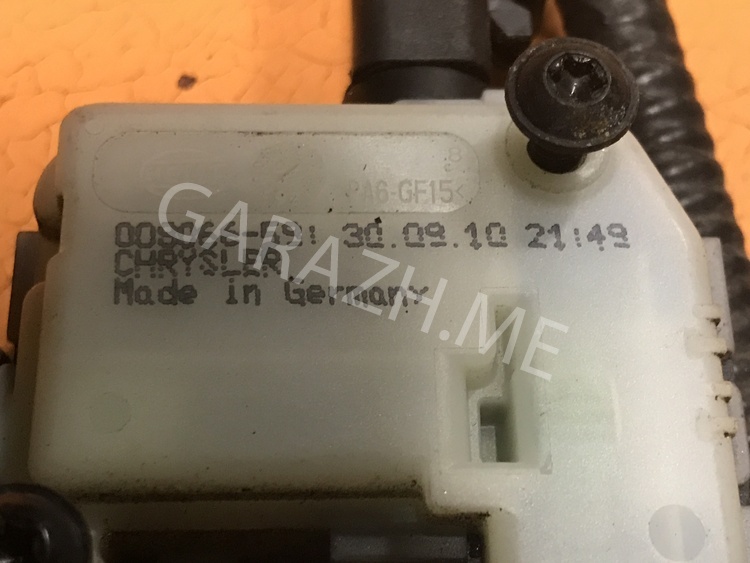 PA6-GF15<
30.09.10 21:49
CHRYSLER
Made in Germany
GARAZH.ME